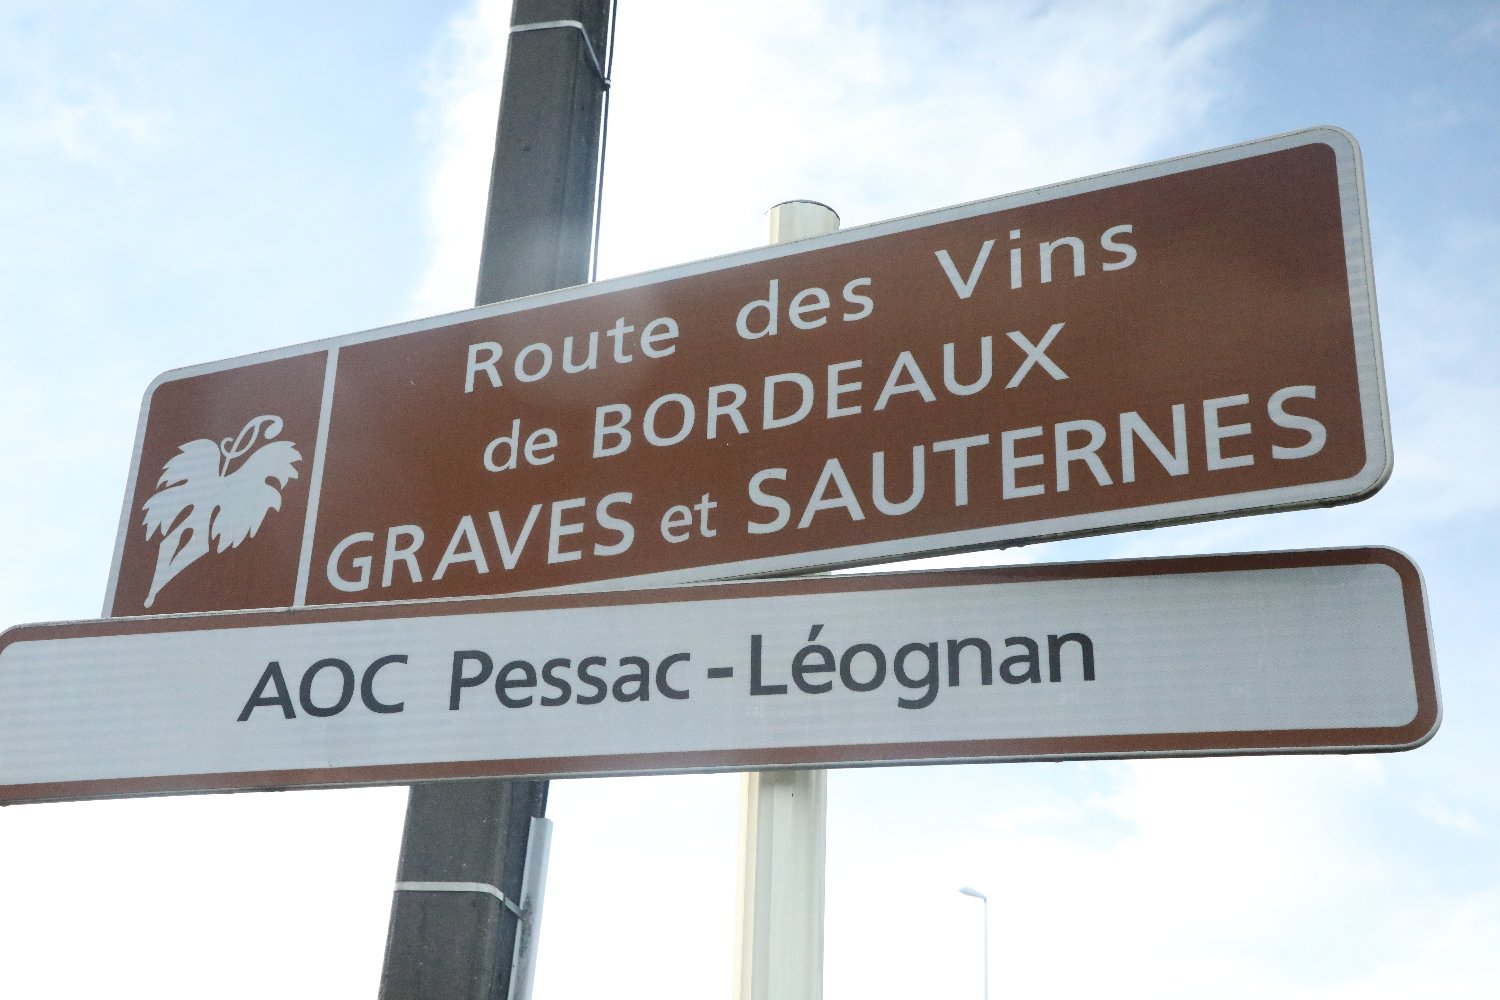 Route des Vins
de BORDEAUX
GRAVES et SAUTERNES
AOC Pessac-Léognan